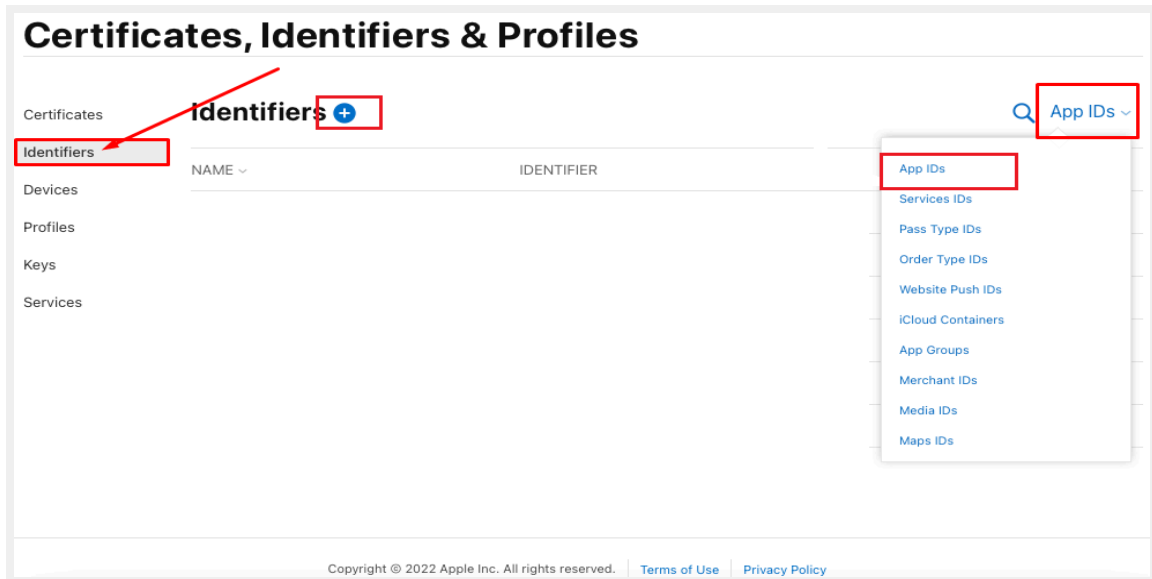 Certificates, Identifiers & Profiles
Certificates
Identifiers
Devices
Profiles
Keys
Services
Identifiers
App IDs
NAME
IDENTIFIER
App IDs
Services IDs
Pass Type IDs
Order Type IDs
Website Push IDs
iCloud Containers
App Groups
Merchant IDs
Media IDs
Maps IDs
Copyright © 2022 Apple Inc. All rights reserved. Terms of Use Privacy Policy